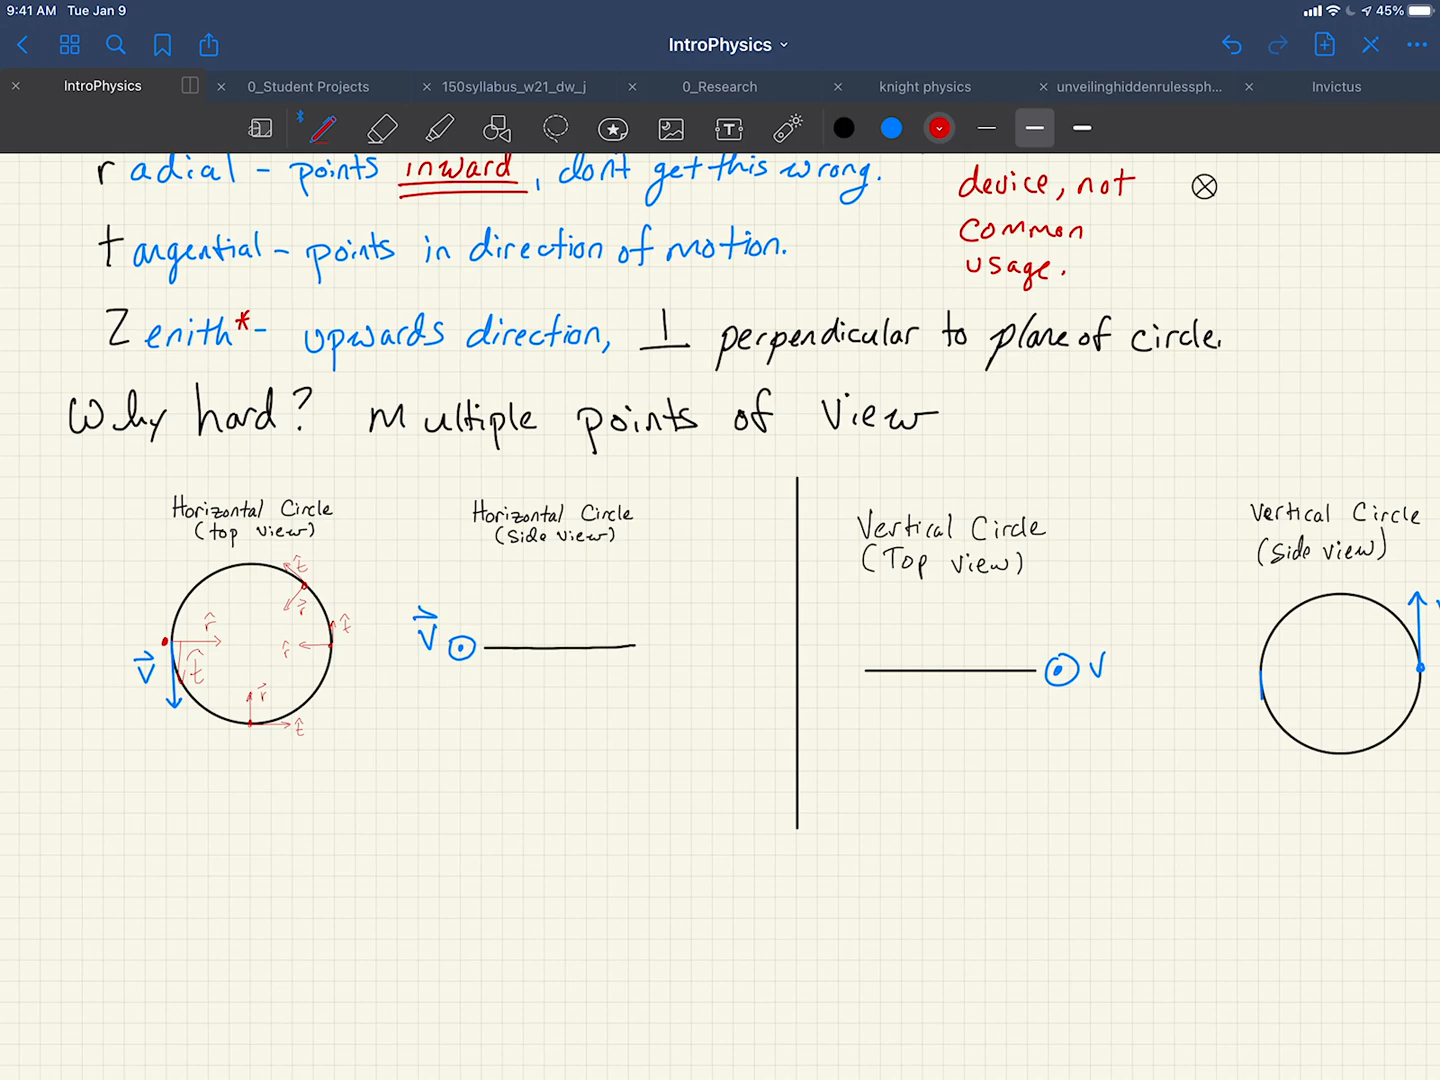 9:41 AM Tue Jan 9
45%
IntroPhysics
IntroPhysics
0_Student Projects
150syllabus_w21_dw_j
0_Research
knight physics
unveilinghiddenrulessph...
Invictus
T
radial - points inward, don't get this wrong.
tangential - points in direction of motion.
Zenith* - upwards direction, ⊥ perpendicular to plane of circle.
device, not
common
usage.
Why hard? Multiple points of view
Horizontal Circle
(top view)
t̂
r̂
r̂
t̂
r̂
v⃗
t̂
r⃗
t̂
Horizontal Circle
(side view)
v⃗
Vertical Circle
(Top view)
V
Vertical Circle
(side view)